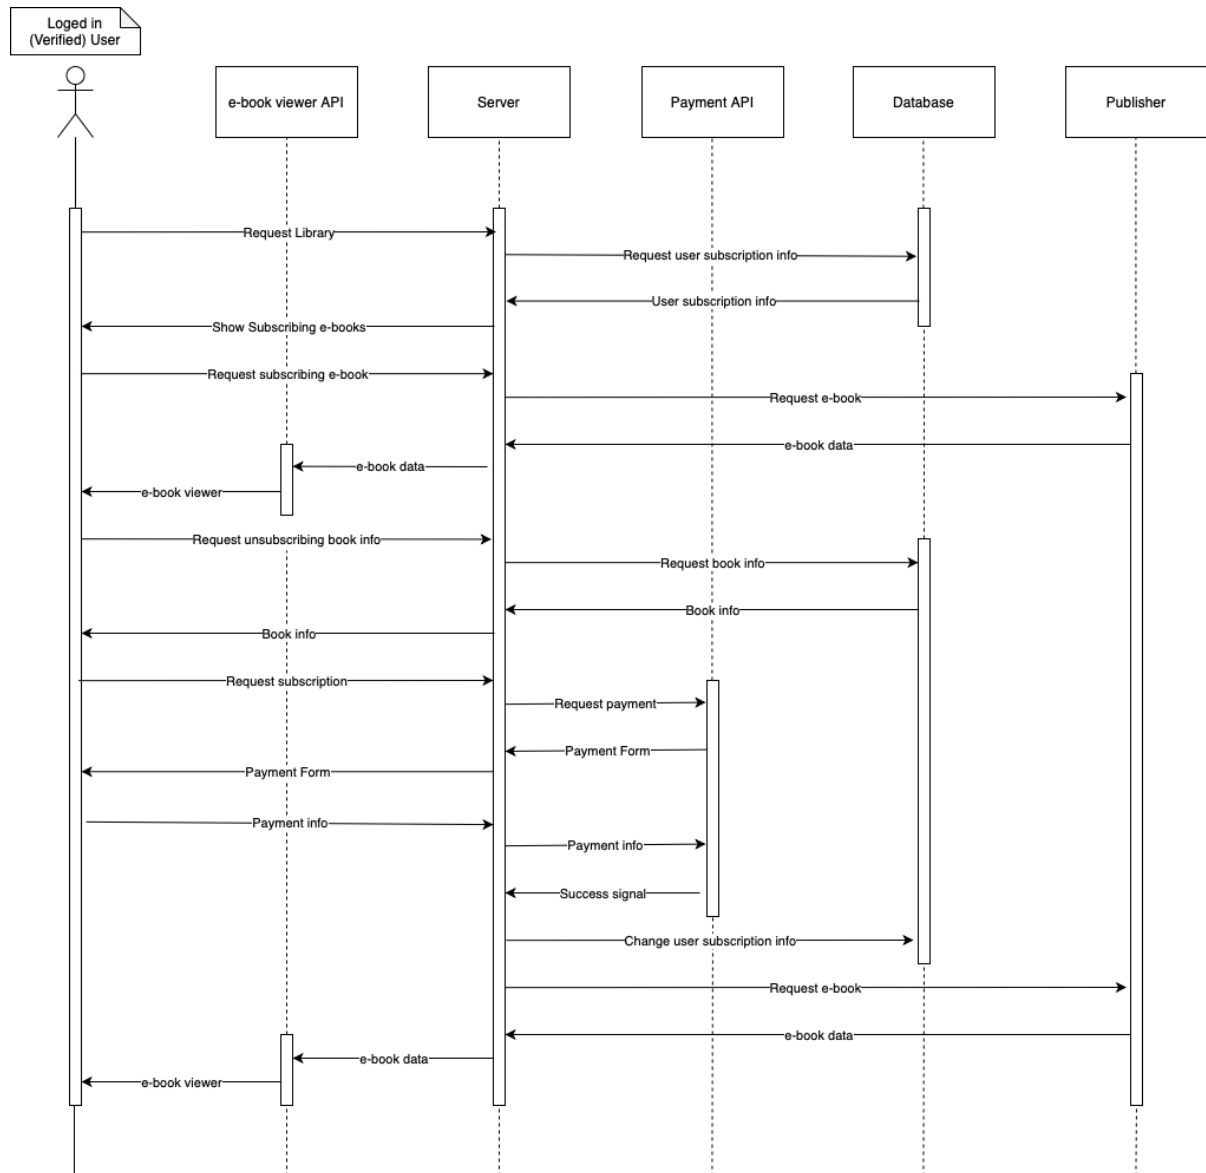 Loged in
(Verified) User
e-book viewer API
Server
Payment API
Database
Publisher
Request Library
Request user subscription info
User subscription info
Show Subscribing e-books
Request subscribing e-book
Request e-book
e-book data
e-book data
e-book viewer
Request unsubscribing book info
Request book info
Book info
Book info
Request subscription
Request payment
Payment Form
Payment Form
Payment info
Payment info
Success signal
Change user subscription info
Request e-book
e-book data
e-book data
e-book viewer